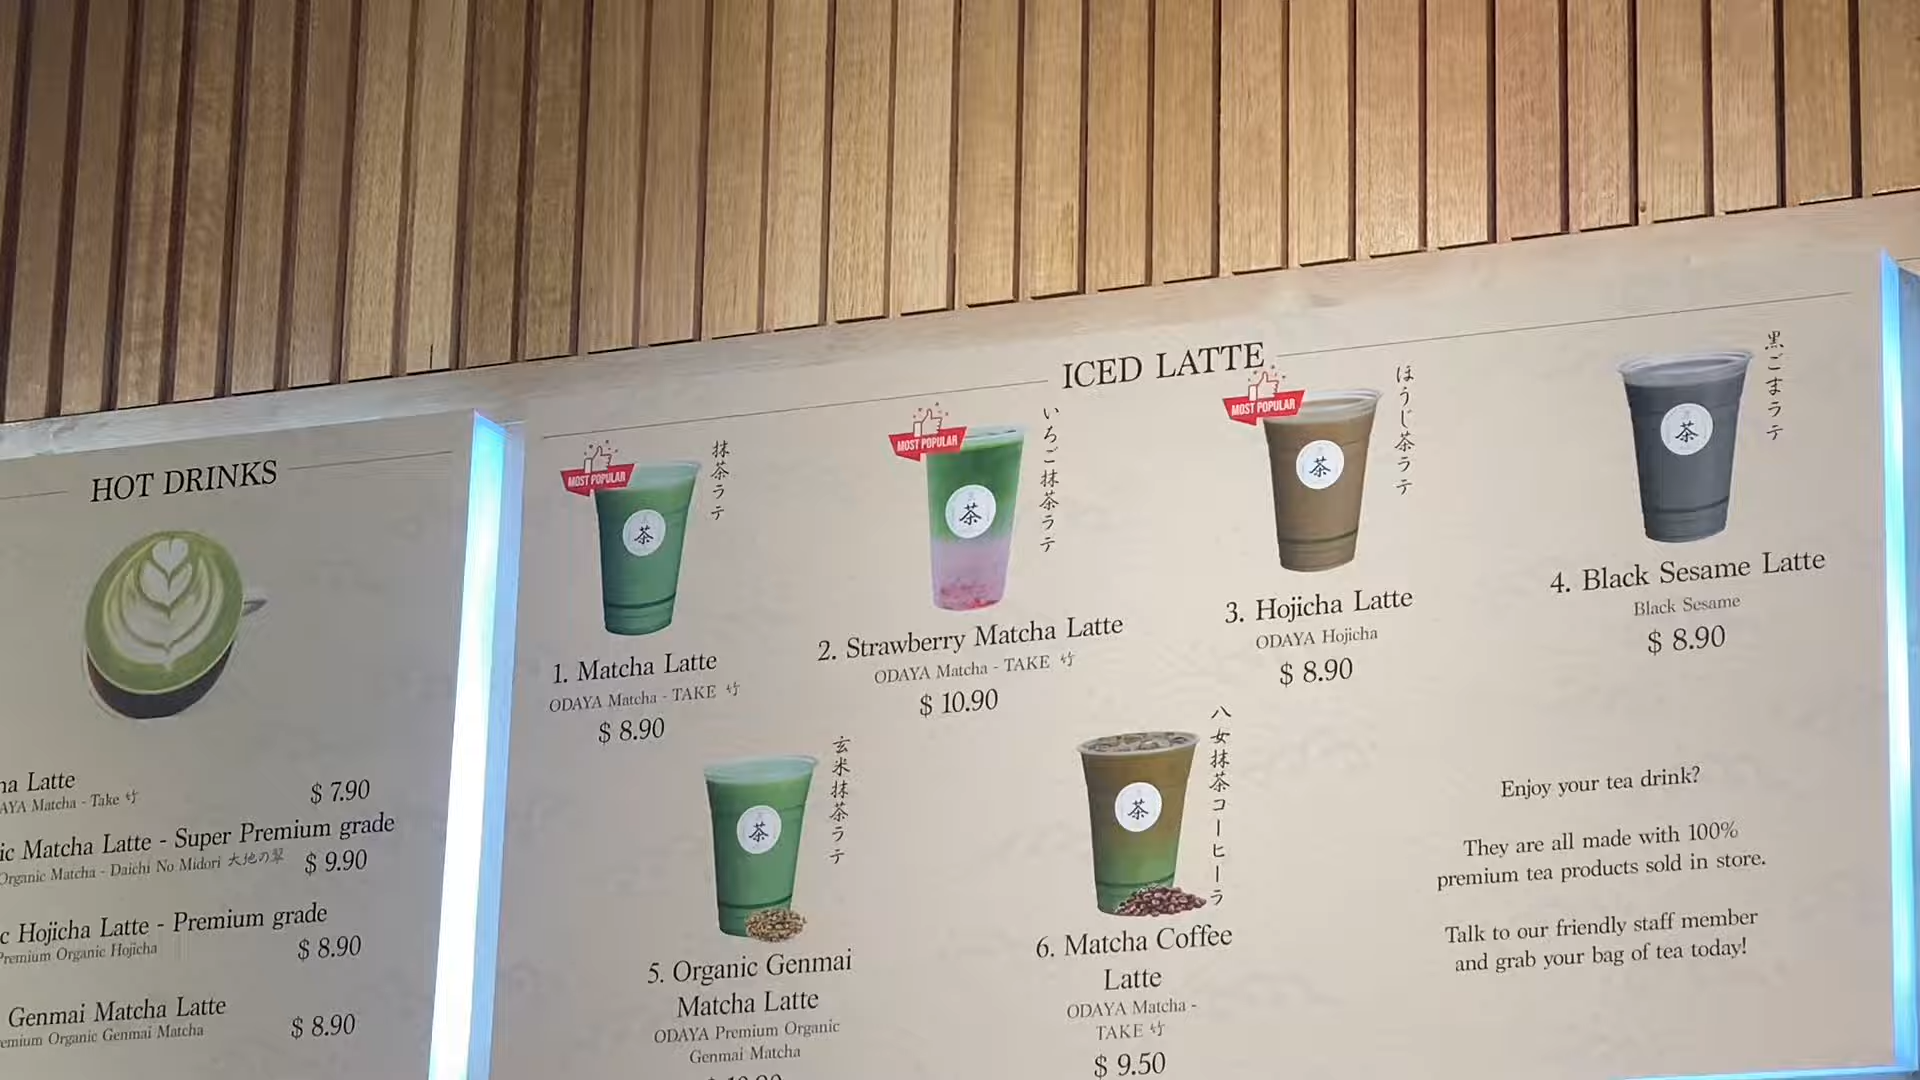 HOT DRINKS
Latte
Matcha - Take 竹
$ 7.90
Matcha Latte - Super Premium grade
Organic Matcha - Daichi No Midori 大地の翠
$ 9.90
Hojicha Latte - Premium grade
Premium Organic Hojicha
$ 8.90
Genmai Matcha Latte
Organic Genmai Matcha
$ 8.90
ICED LATTE
MOST POPULAR
抹茶ラテ
茶
1. Matcha Latte
ODAYA Matcha - TAKE 竹
$ 8.90
MOST POPULAR
いちご抹茶ラテ
茶
2. Strawberry Matcha Latte
ODAYA Matcha - TAKE 竹
$ 10.90
MOST POPULAR
ほうじ茶ラテ
茶
3. Hojicha Latte
ODAYA Hojicha
$ 8.90
黒ごまラテ
茶
4. Black Sesame Latte
Black Sesame
$ 8.90
玄米抹茶ラテ
茶
5. Organic Genmai
Matcha Latte
ODAYA Premium Organic
Genmai Matcha
八女抹茶コーヒーラ
茶
6. Matcha Coffee
Latte
ODAYA Matcha -
TAKE 竹
$ 9.50
Enjoy your tea drink?
They are all made with 100%
premium tea products sold in store.
Talk to our friendly staff member
and grab your bag of tea today!